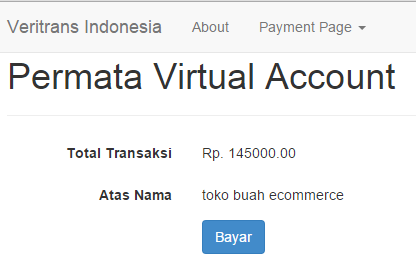 Veritrans Indonesia About Payment Page
Permata Virtual Account
Total Transaksi Rp. 145000.00
Atas Nama toko buah ecommerce
Bayar